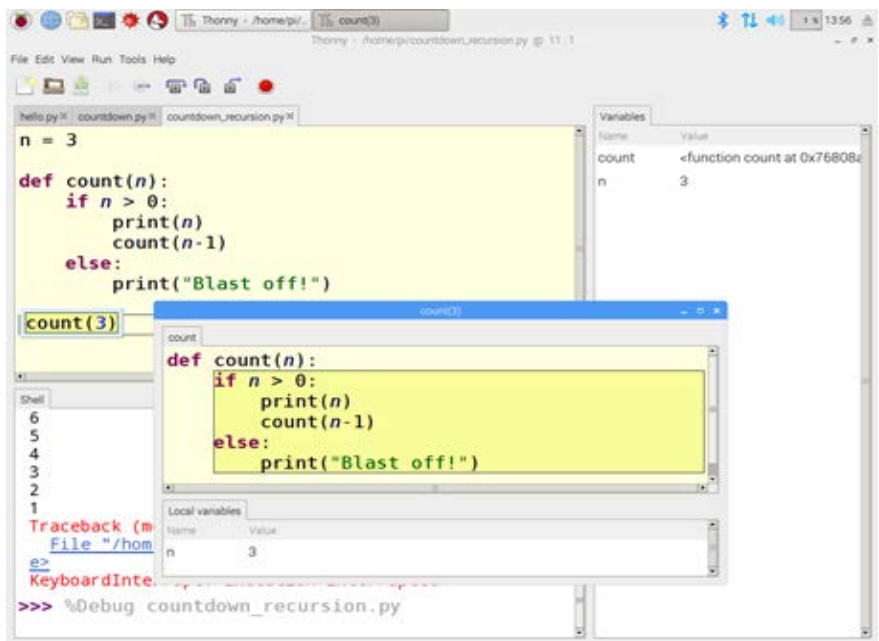 Thonny - /home/pi/.. count(3) 1 % 13:56
Thonny - /home/pi/countdown_recursion.py @ 11 : 1
File Edit View Run Tools Help
hello.py countdown.py countdown_recursion.py
n = 3
def count(n):
if n > 0:
print(n)
count(n-1)
else:
print("Blast off!")
count(3)
Variables
Name Value
count <function count at 0x76808a
n 3
count(3)
count
def count(n):
if n > 0:
print(n)
count(n-1)
else:
print("Blast off!")
Local variables
Name Value
n 3
Shell
6
5
4
3
2
1
Traceback (m
File "/hom
e>
KeyboardInte
>>> %Debug countdown_recursion.py